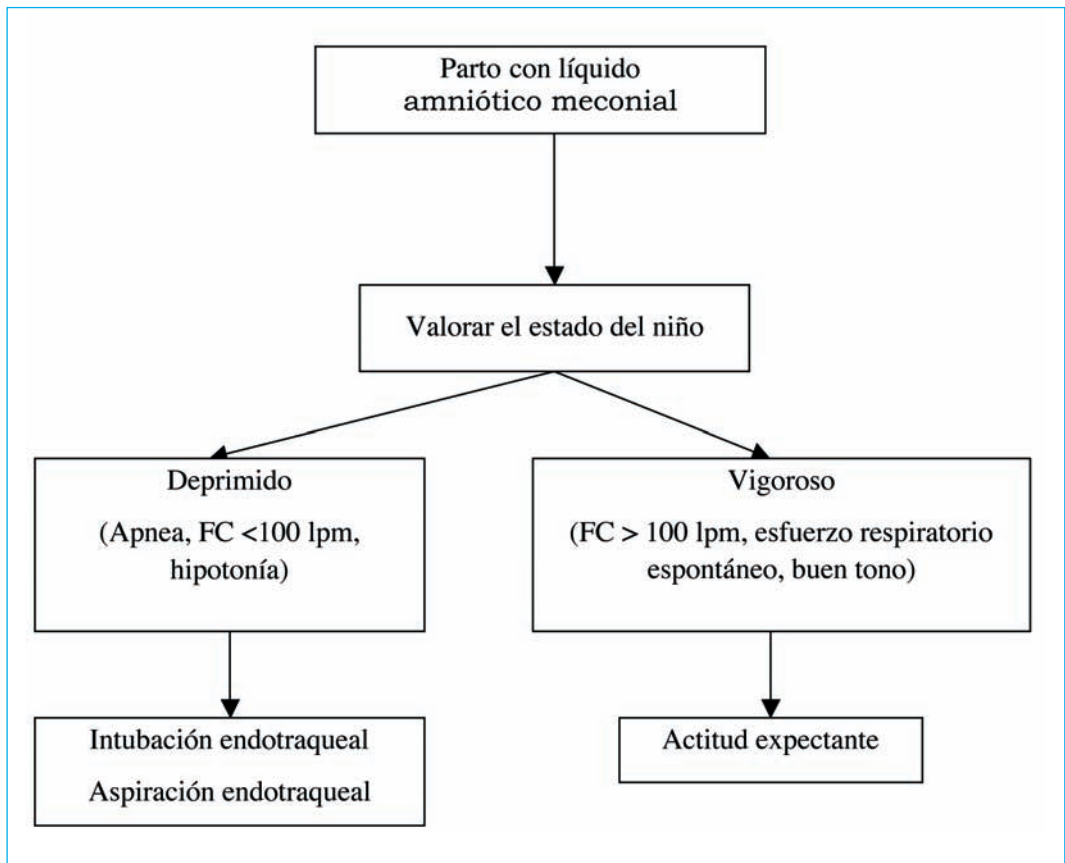 Parto con líquido
amniótico meconial
Valorar el estado del niño
Deprimido
(Apnea, FC <100 lpm,
hipotonía)
Vigoroso
(FC > 100 lpm, esfuerzo respiratorio
espontáneo, buen tono)
Intubación endotraqueal
Aspiración endotraqueal
Actitud expectante